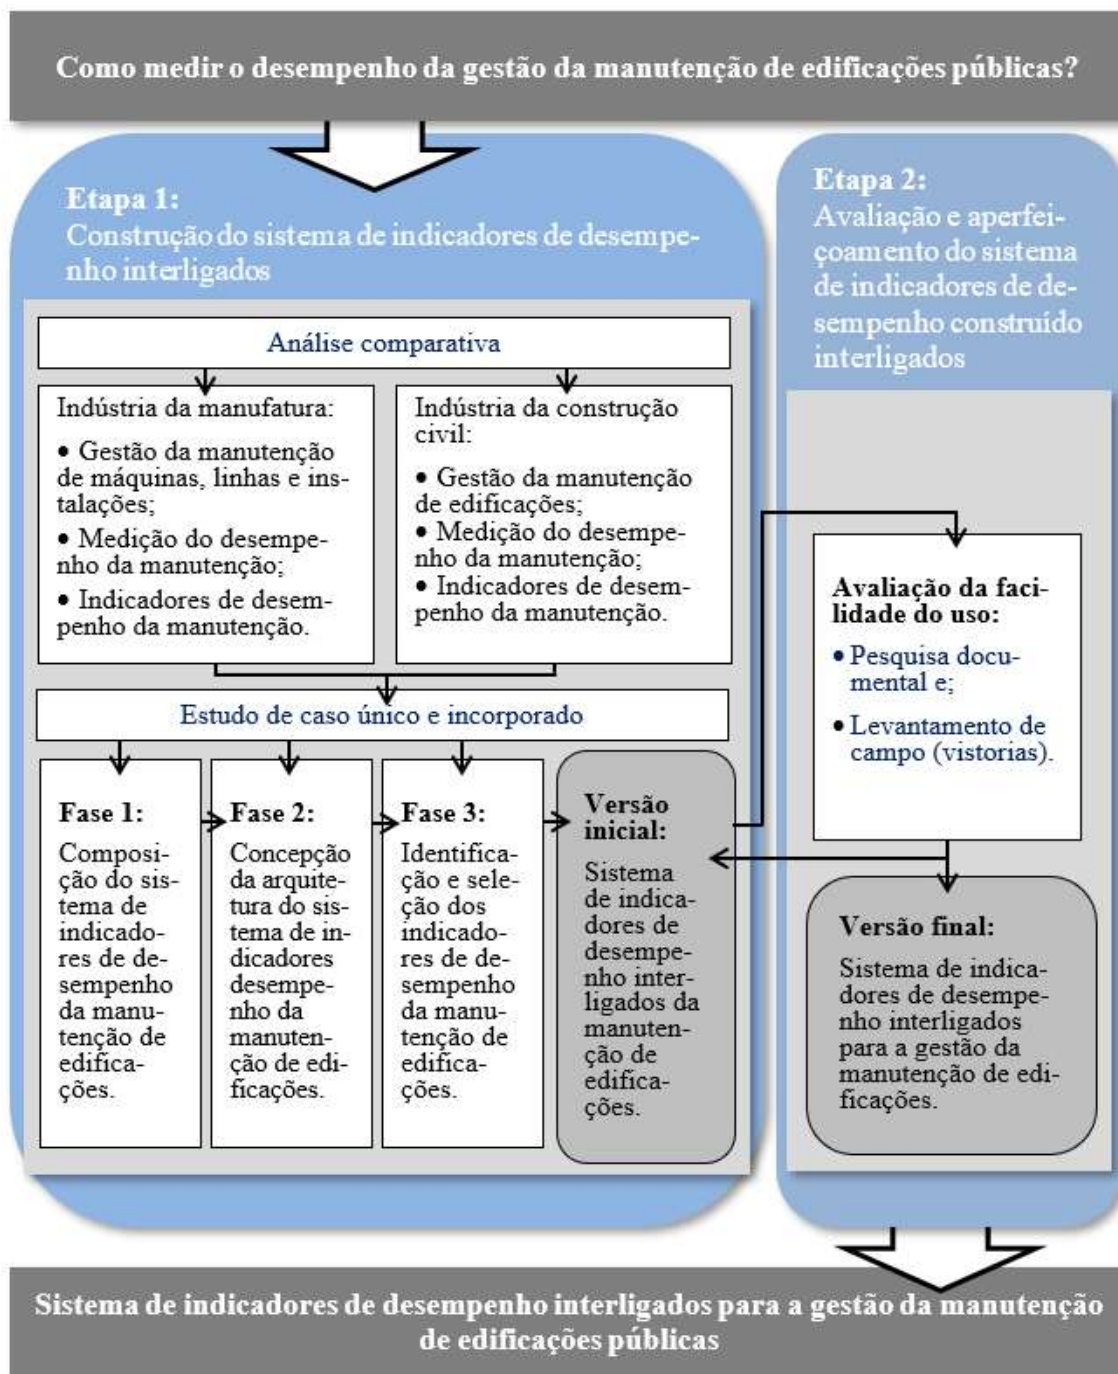 Como medir o desempenho da gestão da manutenção de edificações públicas?
Etapa 1:
Construção do sistema de indicadores de desempe-
nho interligados
Análise comparativa
Indústria da manufatura:
• Gestão da manutenção
de máquinas, linhas e ins-
talações;
• Medição do desempe-
nho da manutenção;
• Indicadores de desem-
penho da manutenção.
Indústria da construção
civil:
• Gestão da manutenção
de edificações;
• Medição do desempe-
nho da manutenção;
• Indicadores de desem-
penho da manutenção.
Estudo de caso único e incorporado
Fase 1:
Composi-
ção do sis-
tema de
indicado-
res de de-
sempenho
da manu-
tenção de
edifica-
ções.
Fase 2:
Concepção
da arquite-
tura do sis-
tema de in-
dicadores
desempe-
nho da
manuten-
ção de edi-
ficações.
Fase 3:
Identifica-
ção e sele-
ção dos
indicado-
res de de-
sempenho
da manu-
tenção de
edifica-
ções.
Versão
inicial:
Sistema
de indica-
dores de
desempe-
nho inter-
ligados da
manuten-
ção de
edifica-
ções.
Etapa 2:
Avaliação e aperfei-
çoamento do sistema
de indicadores de de-
sempenho construído
interligados
Avaliação da faci-
lidade do uso:
• Pesquisa docu-
mental e;
• Levantamento de
campo (vistorias).
Versão final:
Sistema de indica-
dores de desempe-
nho interligados
para a gestão da
manutenção de edi-
ficações.
Sistema de indicadores de desempenho interligados para a gestão da manutenção
de edificações públicas